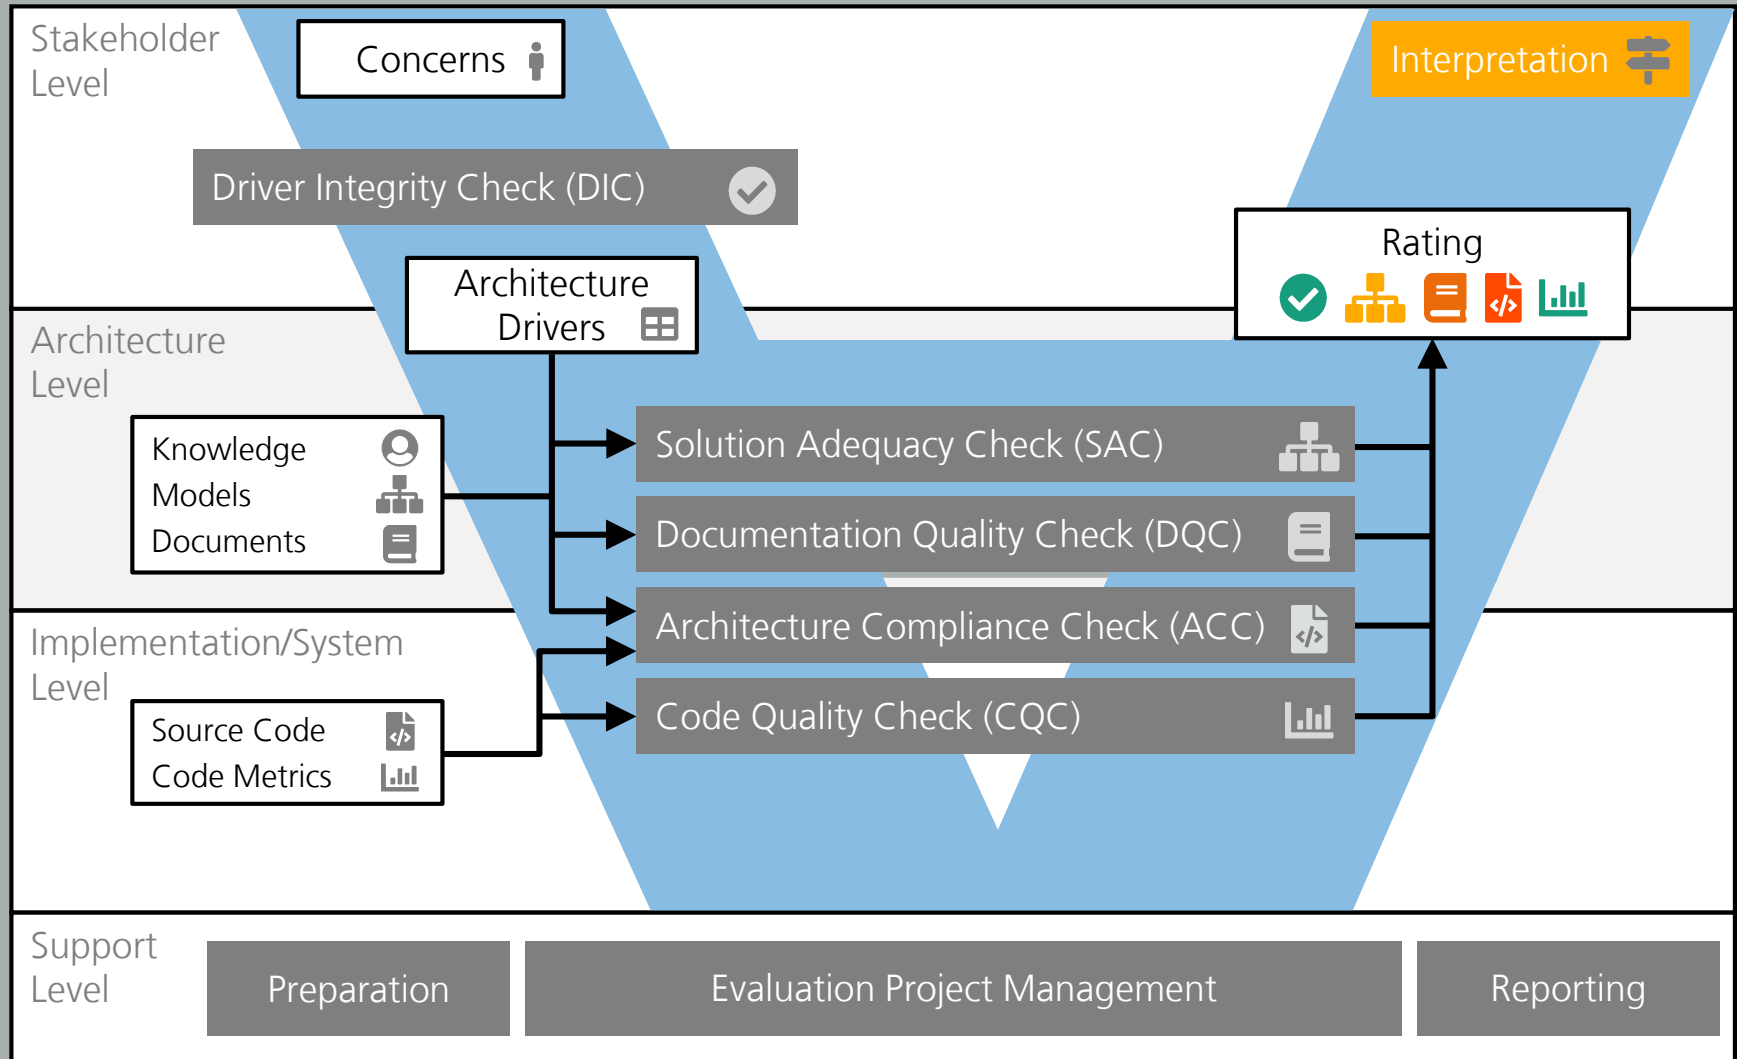 Stakeholder
Level
Concerns
Interpretation
Driver Integrity Check (DIC)
Architecture
Drivers
Rating
Architecture
Level
Knowledge
Models
Documents
Solution Adequacy Check (SAC)
Documentation Quality Check (DQC)
Architecture Compliance Check (ACC)
Code Quality Check (CQC)
Implementation/System
Level
Source Code
Code Metrics
Support
Level
Preparation
Evaluation Project Management
Reporting